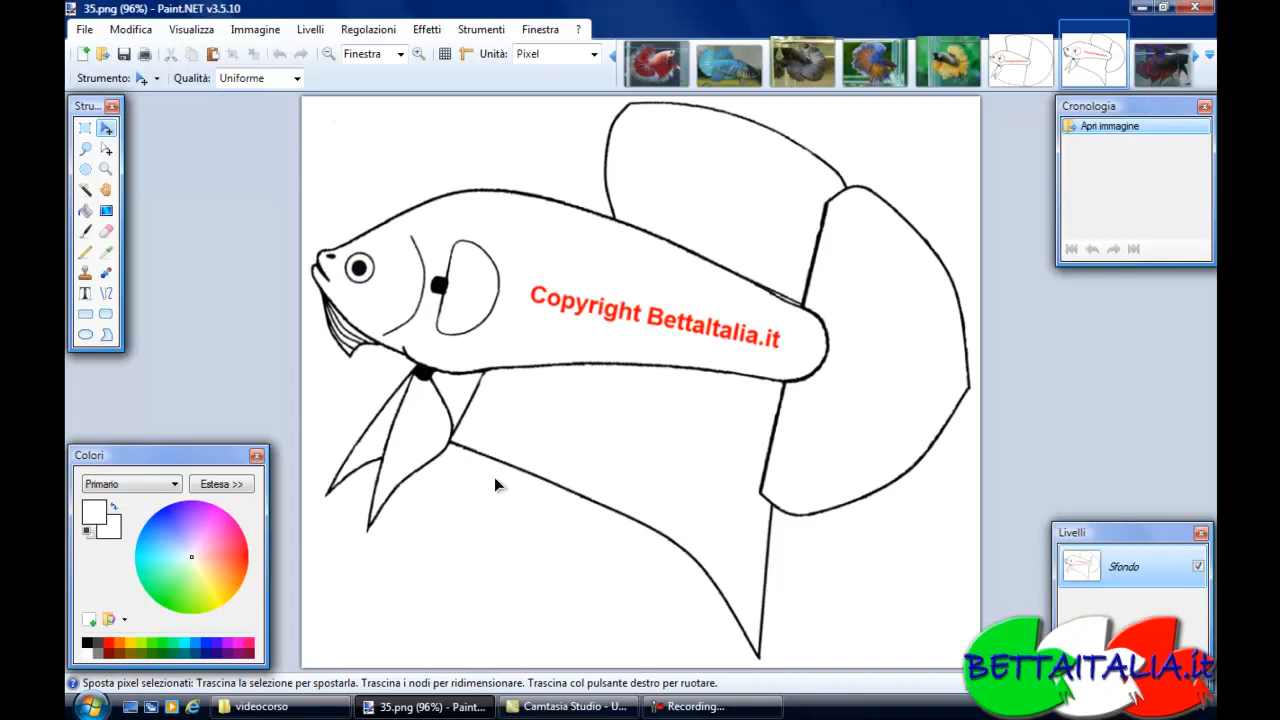 35.png (96%) - Paint.NET v3.5.10
File Modifica Visualizza Immagine Livelli Regolazioni Effetti Strumenti Finestra ?
Finestra Unità: Pixel
Strumento: Qualità: Uniforme
Stru...
Cronologia
Apri immagine
Copyright BettaItalia.it
Colori
Primario Estesa >>
Livelli
Sfondo
BETTAITALIA.it
Sposta pixel selezionati: Trascina la selezione per spostarla. Trascina i nodi per ridimensionare. Trascina col pulsante destro per ruotare.
videocorso 35.png (96%) - Paint... Camtasia Studio - U... Recording...